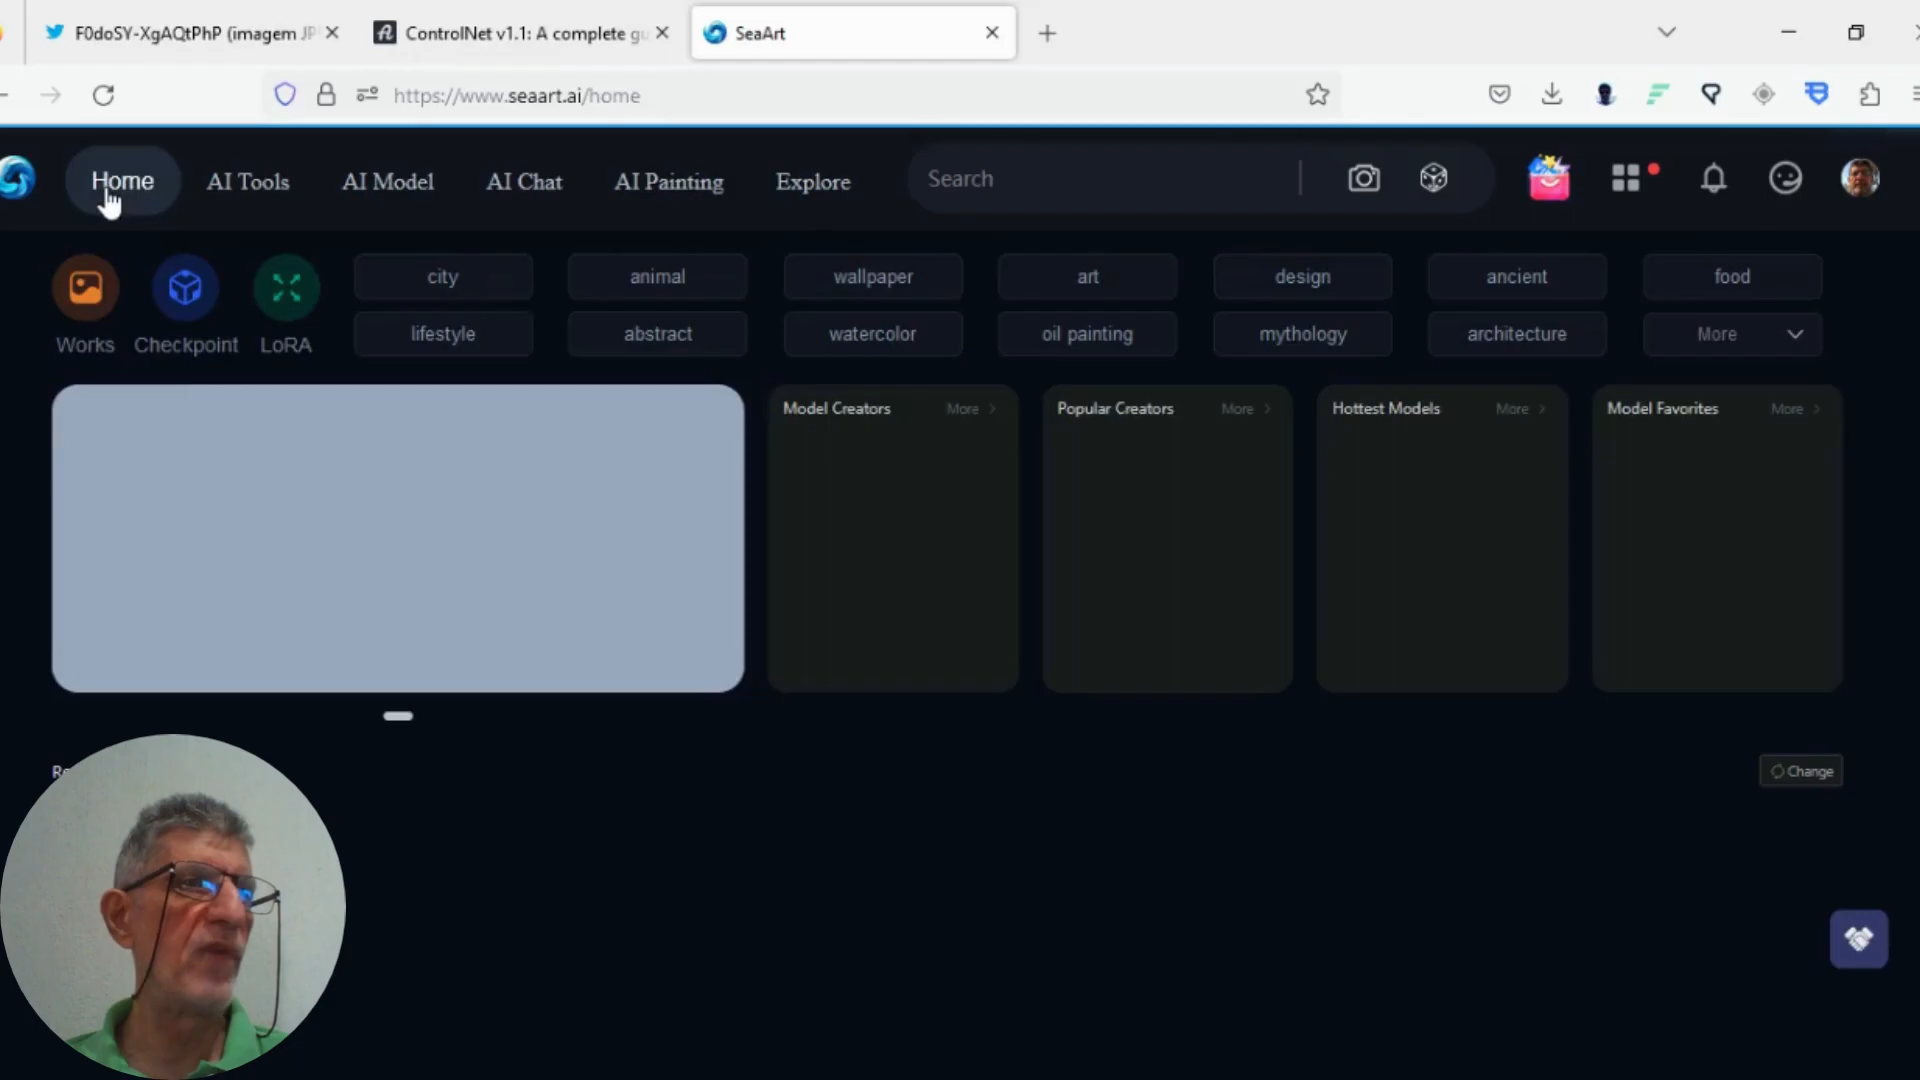 F0doSY-XgAQtPhP (imagem JP
ControlNet v1.1: A complete gu
SeaArt
https://www.seaart.ai/home
Home
AI Tools
AI Model
AI Chat
AI Painting
Explore
Search
Works
Checkpoint
LoRA
city
animal
wallpaper
art
design
ancient
food
lifestyle
abstract
watercolor
oil painting
mythology
architecture
More
Model Creators
More
Popular Creators
More
Hottest Models
More
Model Favorites
More
Change